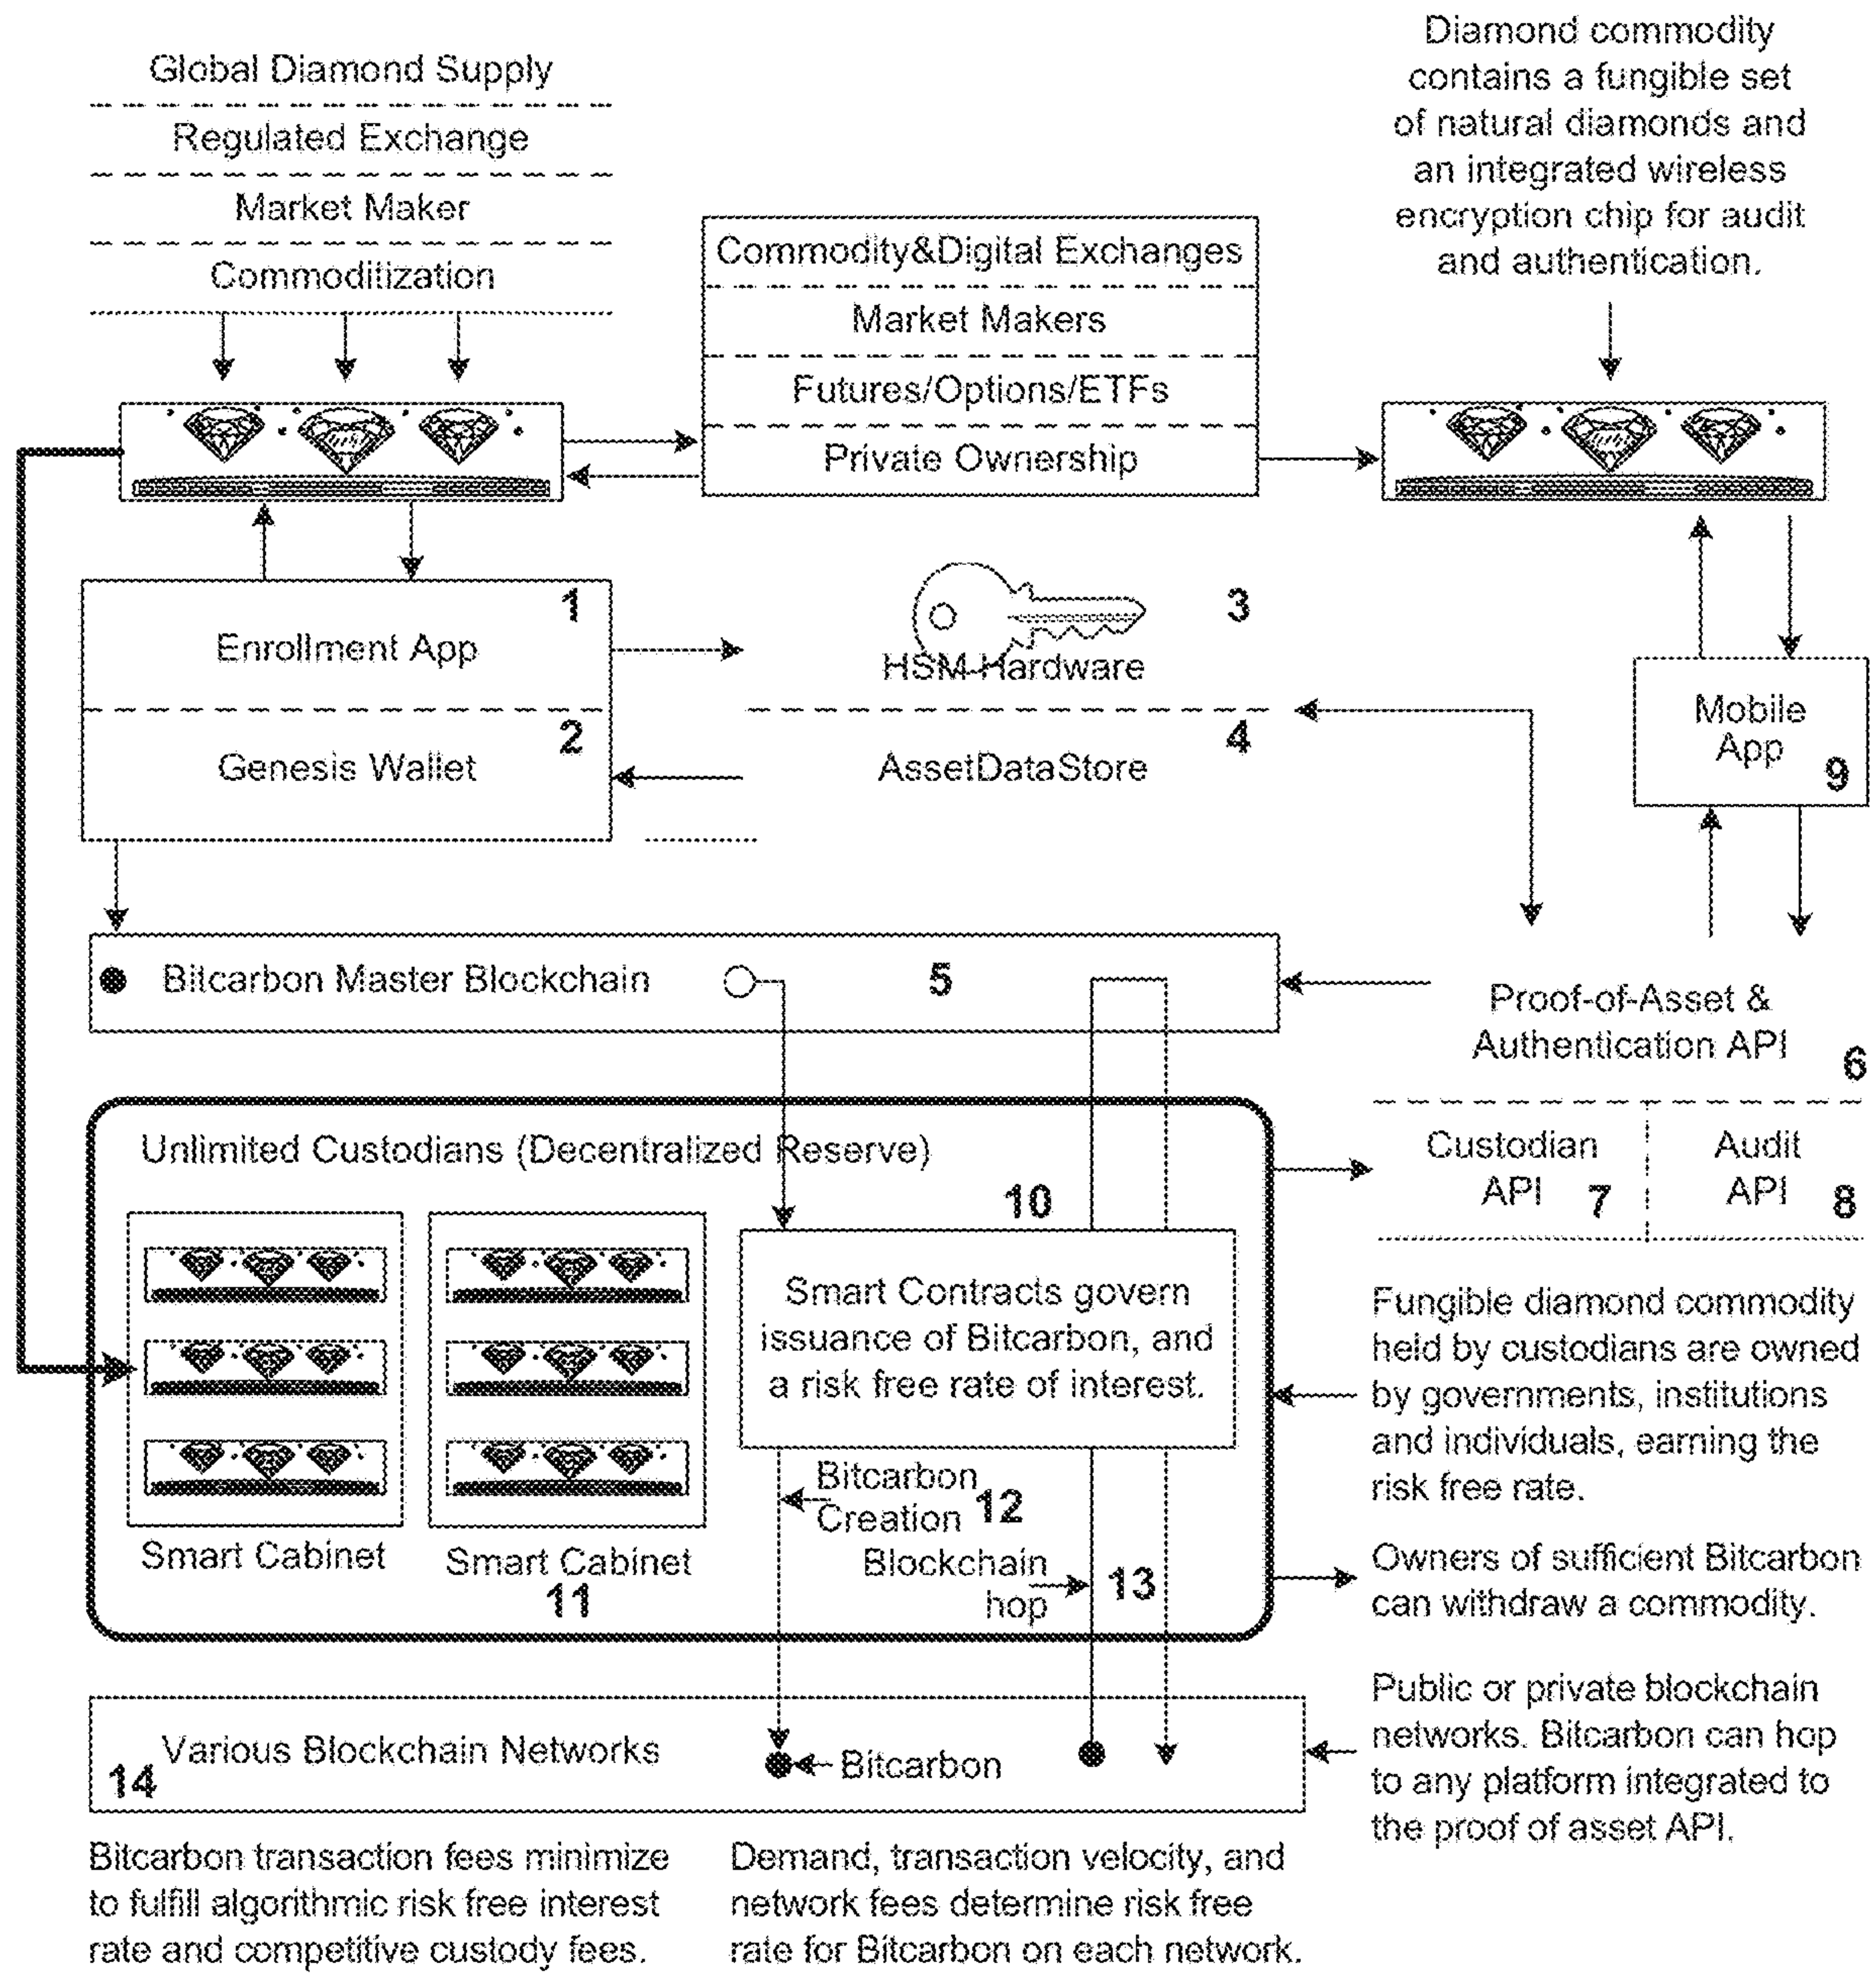 Global Diamond Supply
Regulated Exchange
Market Maker
Commoditization
Commodity&Digital Exchanges
Market Makers
Futures/Options/ETFs
Private Ownership
Diamond commodity
contains a fungible set
of natural diamonds and
an integrated wireless
encryption chip for audit
and authentication.
1
Enrollment App
2
Genesis Wallet
3
HSM Hardware
4
AssetDataStore
Mobile
App
9
Bitcarbon Master Blockchain
5
Proof-of-Asset &
Authentication API
6
Custodian
API 7
Audit
API 8
Unlimited Custodians (Decentralized Reserve)
10
Smart Contracts govern
issuance of Bitcarbon, and
a risk free rate of interest.
Smart Cabinet
Smart Cabinet
11
Bitcarbon
Creation 12
Blockchain
hop
13
Fungible diamond commodity
held by custodians are owned
by governments, institutions
and individuals, earning the
risk free rate.
Owners of sufficient Bitcarbon
can withdraw a commodity.
Various Blockchain Networks
14
Bitcarbon
Public or private blockchain
networks. Bitcarbon can hop
to any platform integrated to
the proof of asset API.
Bitcarbon transaction fees minimize
to fulfill algorithmic risk free interest
rate and competitive custody fees.
Demand, transaction velocity, and
network fees determine risk free
rate for Bitcarbon on each network.